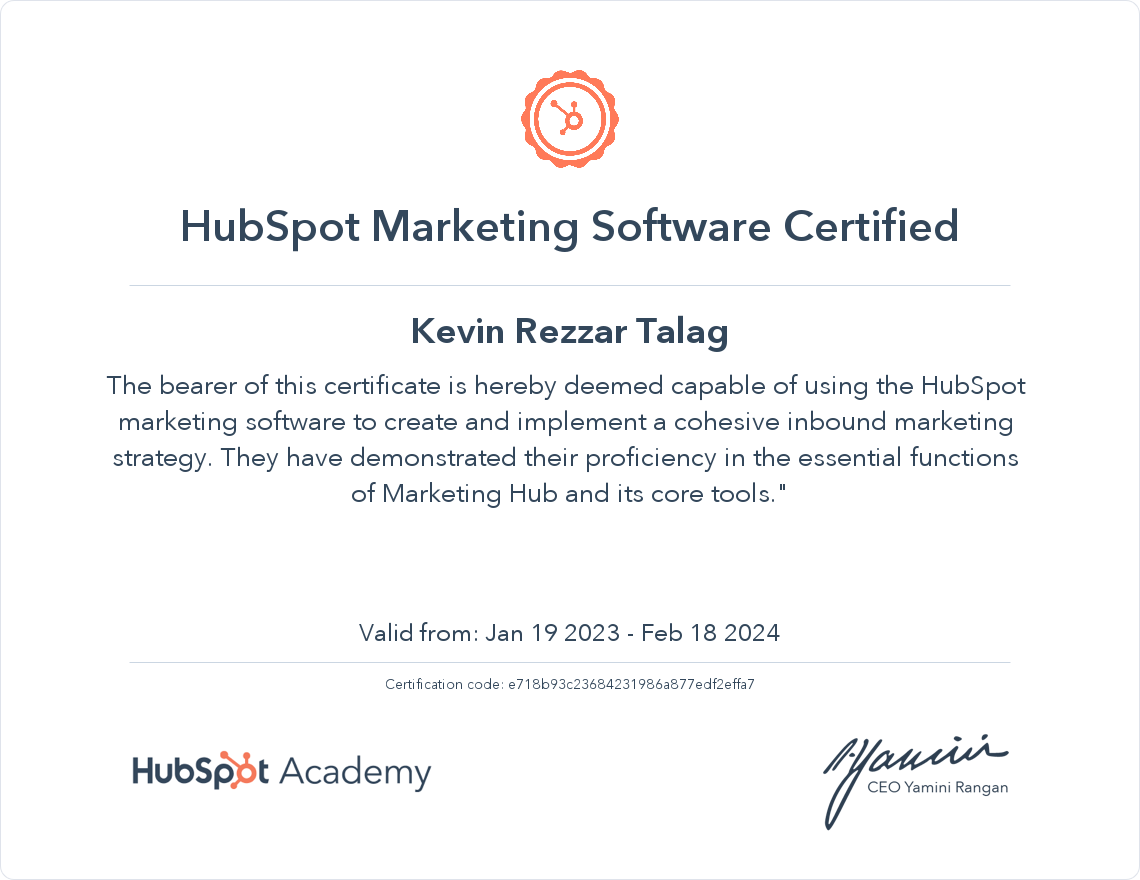 HubSpot Marketing Software Certified
Kevin Rezzar Talag
The bearer of this certificate is hereby deemed capable of using the HubSpot
marketing software to create and implement a cohesive inbound marketing
strategy. They have demonstrated their proficiency in the essential functions
of Marketing Hub and its core tools."
Valid from: Jan 19 2023 - Feb 18 2024
Certification code: e718b93c23684231986a877edf2effa7
HubSpot Academy
CEO Yamini Rangan